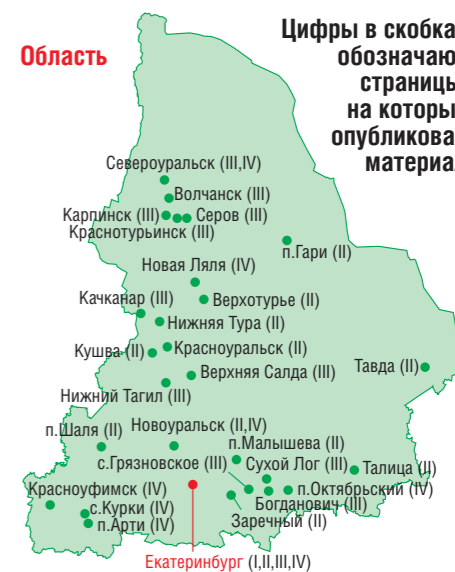 Область
Цифры в скобка
обозначаю
страниць
на которы
опубликова
материа
Североуральск (III,IV)
Волчанск (III)
Карпинск (III)
Серов (III)
Краснотурьинск (III)
п.Гари (II)
Новая Ляля (IV)
Качканар (III)
Верхотурье (II)
Нижняя Тура (II)
Кушва (II)
Красноуральск (II)
Тавда (II)
Верхняя Салда (III)
Нижний Тагил (III)
п.Шаля (II)
Новоуральск (II,IV)
п.Малышева (II)
с.Грязновское (III)
Сухой Лог (III)
Талица (II)
Красноуфимск (IV)
п.Октябрьский (IV)
с.Курки (IV)
Богданович (III)
п.Арти (IV)
Заречный (II)
Екатеринбург (I,II,III,IV)